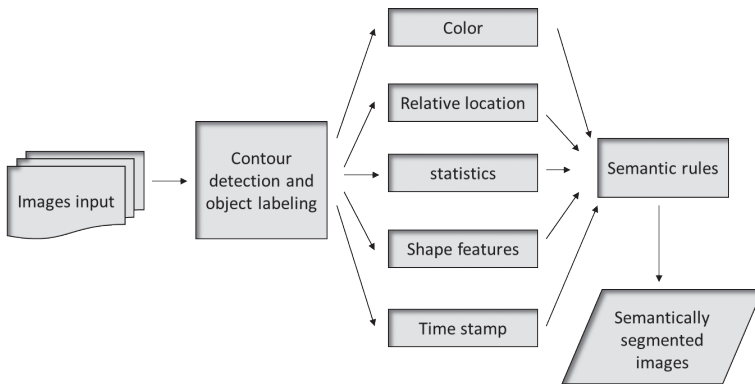 Images input
Contour
detection and
object labeling
Color
Relative location
statistics
Shape features
Time stamp
Semantic rules
Semantically
segmented
images